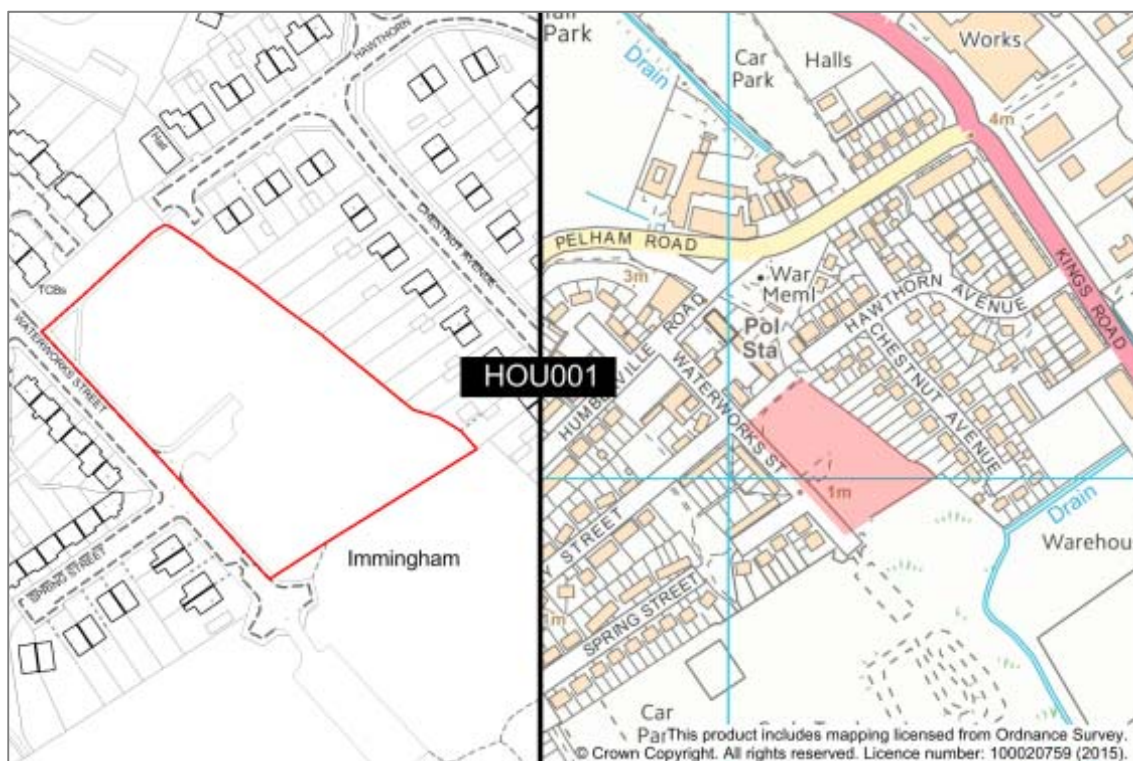 HAWTHORN
Hall
CHESTNUT AVENUE
TCBs
WATERWORKS STREET
SPRING STREET
Immingham
HOU001
Park
Drain
Car
Park
Halls
Works
4m
PELHAM ROAD
3m
War
Meml
Pol
Sta
HAWTHORN AVENUE
KINGS ROAD
CHESTNUT AVENUE
ROAD
WATERWORKS ST
1m
STREET
SPRING STREET
1m
Drain
Warehou
Car
Par
This product includes mapping licensed from Ordnance Survey.
© Crown Copyright. All rights reserved. Licence number: 100020759 (2015).